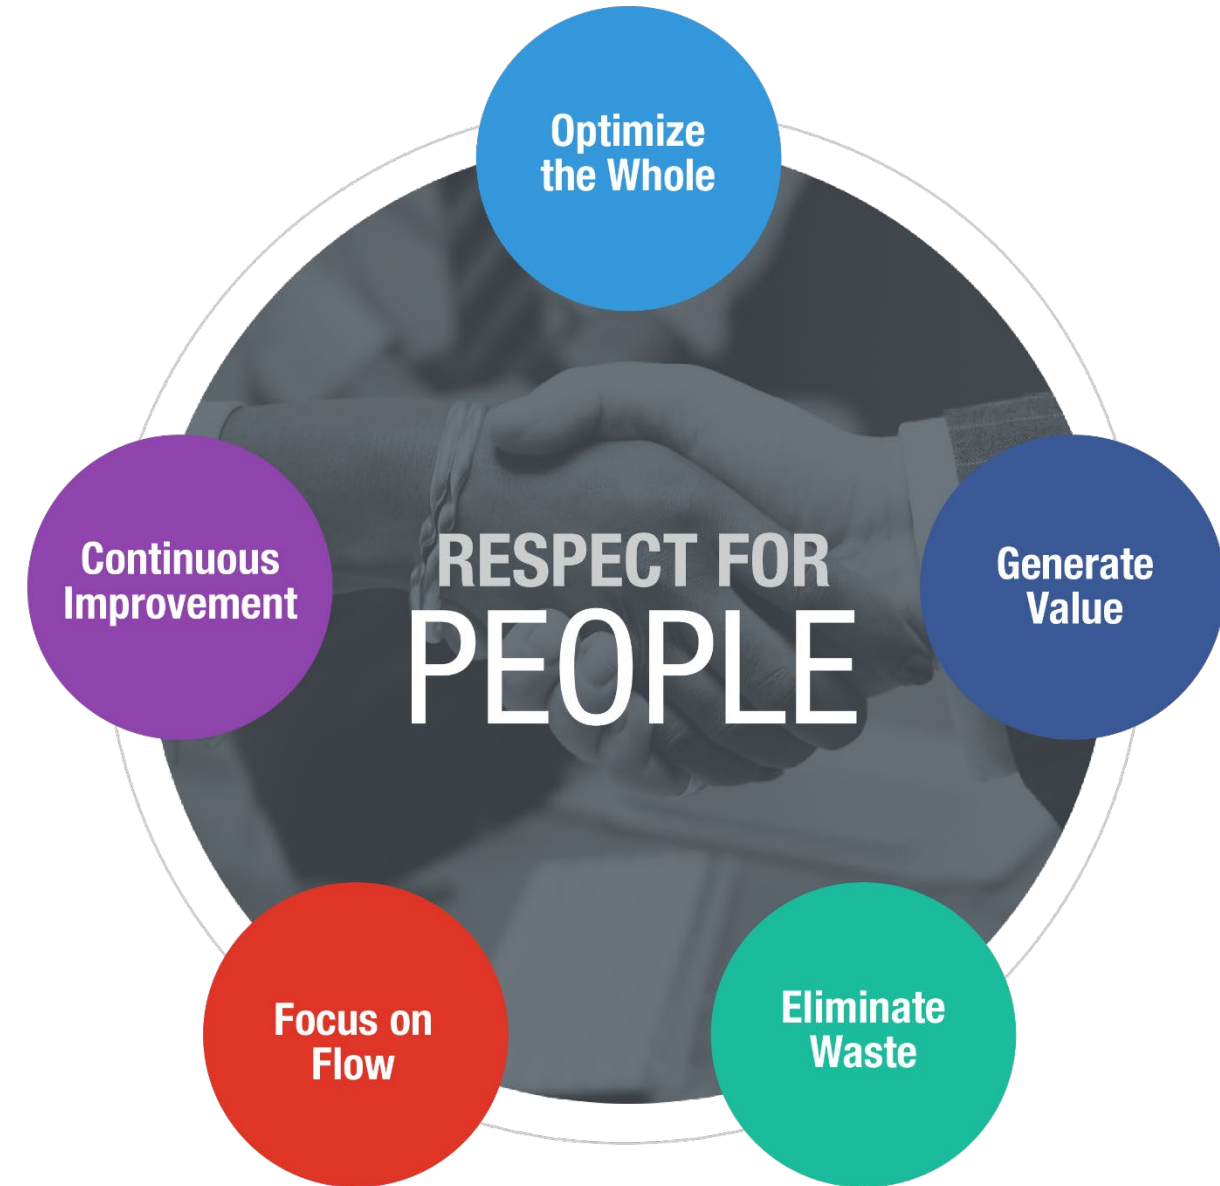 Optimize
the Whole
Continuous
Improvement
RESPECT FOR
PEOPLE
Generate
Value
Focus on
Flow
Eliminate
Waste